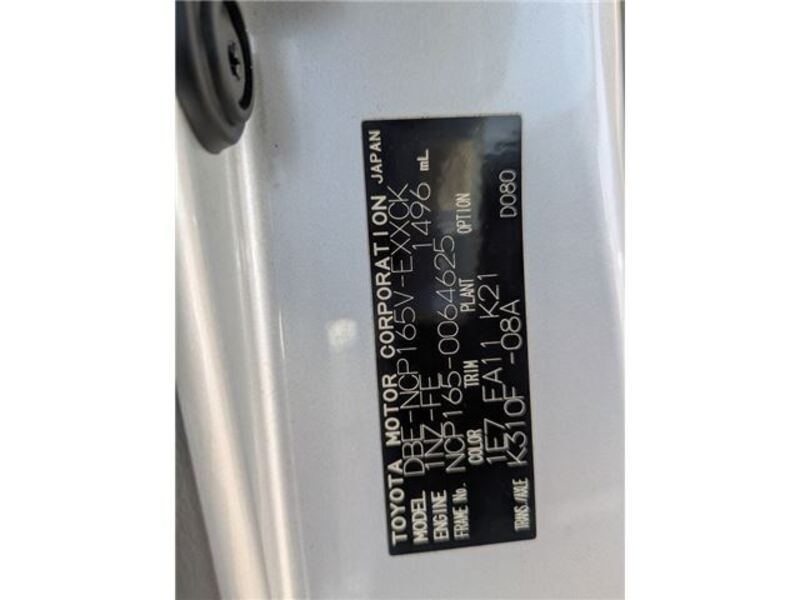 TOYOTA MOTOR CORPORATION JAPAN
MODEL DBE-NCP165V-EXXCK
ENGINE 1NZ-FE 1496 mL
FRAME No. NCP165-0064625
COLOR TRIM PLANT OPTION
1E7 FA11 K21
TRANS/AXLE K310F -08A D080